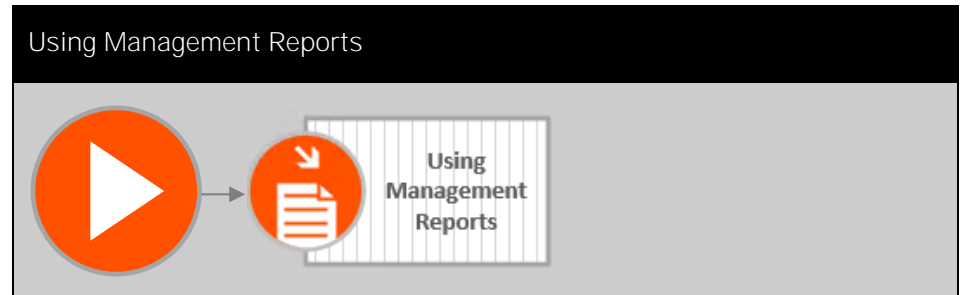 Using Management Reports
Using
Management
Reports